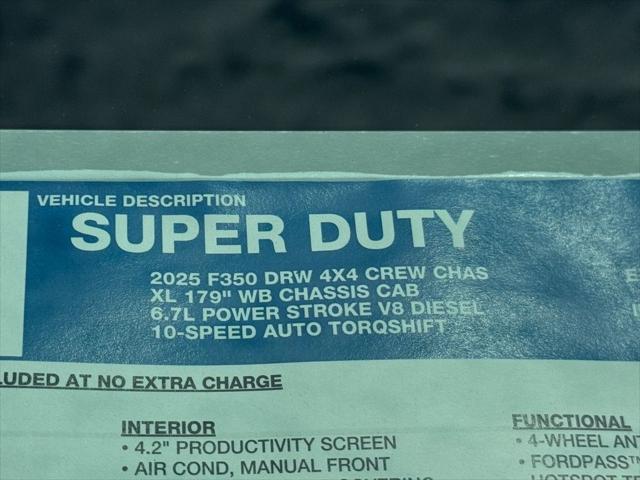 VEHICLE DESCRIPTION
SUPER DUTY
2025 F350 DRW 4X4 CREW CHAS
XL 179" WB CHASSIS CAB
6.7L POWER STROKE V8 DIESEL
10-SPEED AUTO TORQSHIFT
LUDED AT NO EXTRA CHARGE
INTERIOR
• 4.2" PRODUCTIVITY SCREEN
• AIR COND, MANUAL FRONT
FUNCTIONAL
• 4-WHEEL ANT
• FORDPASS™
HOTSPOT